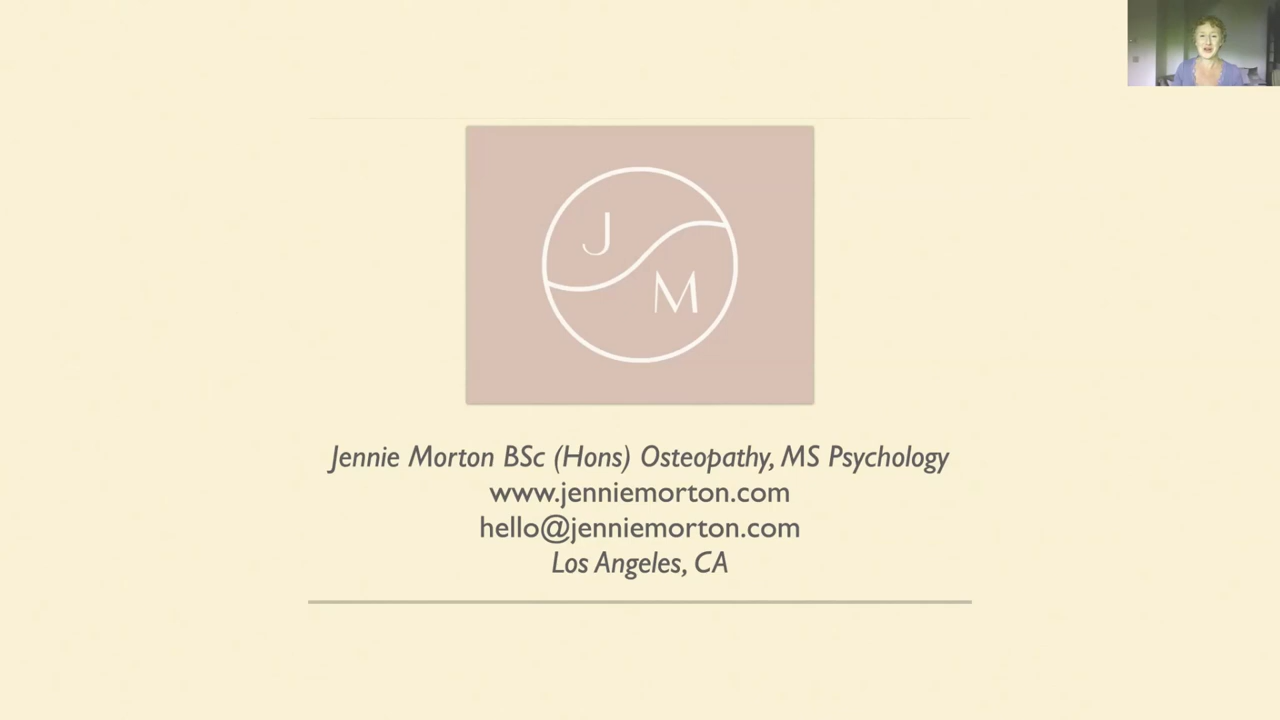 J
M
Jennie Morton BSc (Hons) Osteopathy, MS Psychology
www.jenniemorton.com
hello@jenniemorton.com
Los Angeles, CA